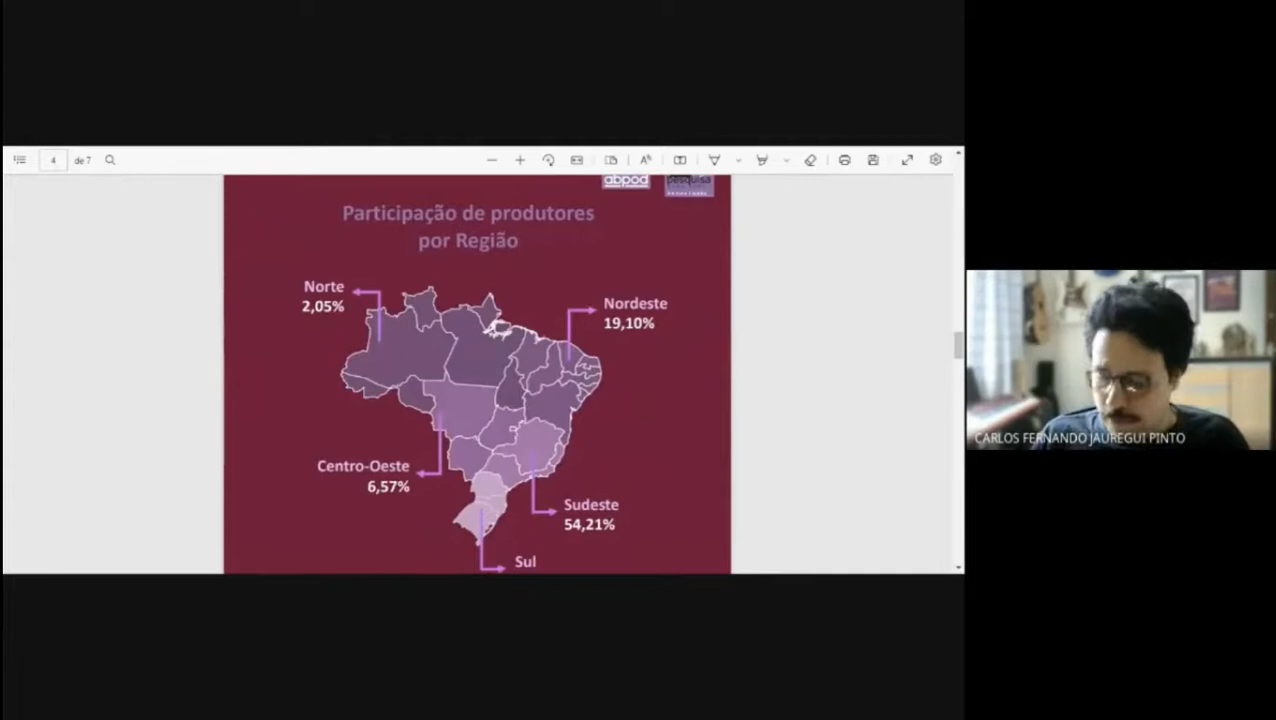 4 de 7
abpod
pesquisa
Participação de produtores
por Região
Norte
2,05%
Nordeste
19,10%
Centro-Oeste
6,57%
Sudeste
54,21%
Sul
CARLOS FERNANDO JAUREGUI PINTO